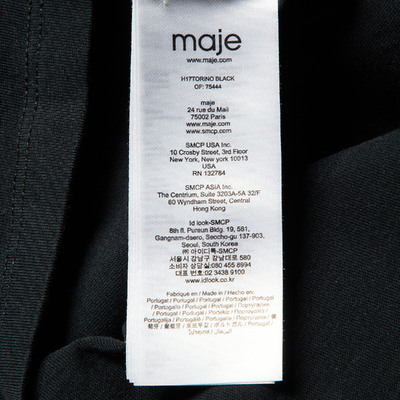 maje
www.maje.com
H17TORINO BLACK
OF: 75444
maje
24 rue du Mail
75002 Paris
www.maje.com
www.smcp.com
SMCP USA Inc.
10 Crosby Street, 3rd Floor
New York, New york 10013
USA
RN 132784
SMCP ASIA Inc.
The Centrium, Suite 3203A-5A 32/F
60 Wyndham Street, Central
Hong Kong
Id look-SMCP
8th fl. Punsun Bldg. 19, 581,
Gangnam-daero, Seocho-gu 137-903,
Seoul, South Korea
㈜ 아이디룩-SMCP
서울시 강남구 강남대로 580
소비자 상담실:080 455 8994
대표 번호:02 3438 9100
www.idlook.co.kr
Fabriqué en / Made in / Hecho en:
Portugal / Portugal / Portugal / Portugal
/ Portugal / Portugal